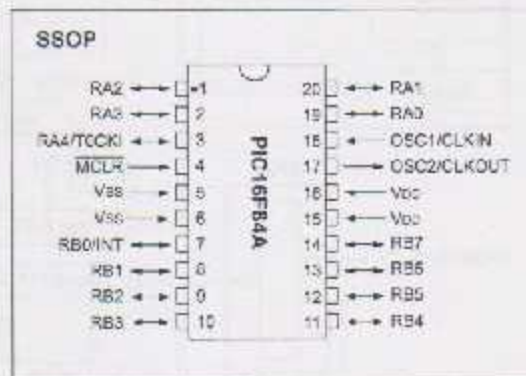 SSOP
RA2 1 20 RA1
RA3 2 19 RA0
RA4/T0CKI 3 18 OSC1/CLKIN
MCLR 4 17 OSC2/CLKOUT
VSS 5 16 VDD
VSS 6 15 VDD
RB0/INT 7 14 RB7
RB1 8 13 RB6
RB2 9 12 RB5
RB3 10 11 RB4
PIC16F84A